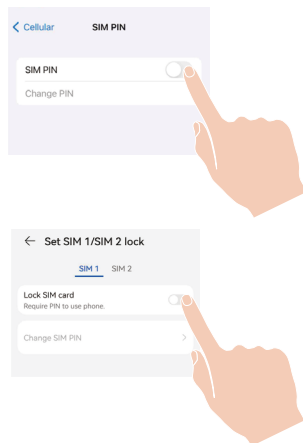 Cellular SIM PIN
SIM PIN
Change PIN
Set SIM 1/SIM 2 lock
SIM 1 SIM 2
Lock SIM card
Require PIN to use phone.
Change SIM PIN